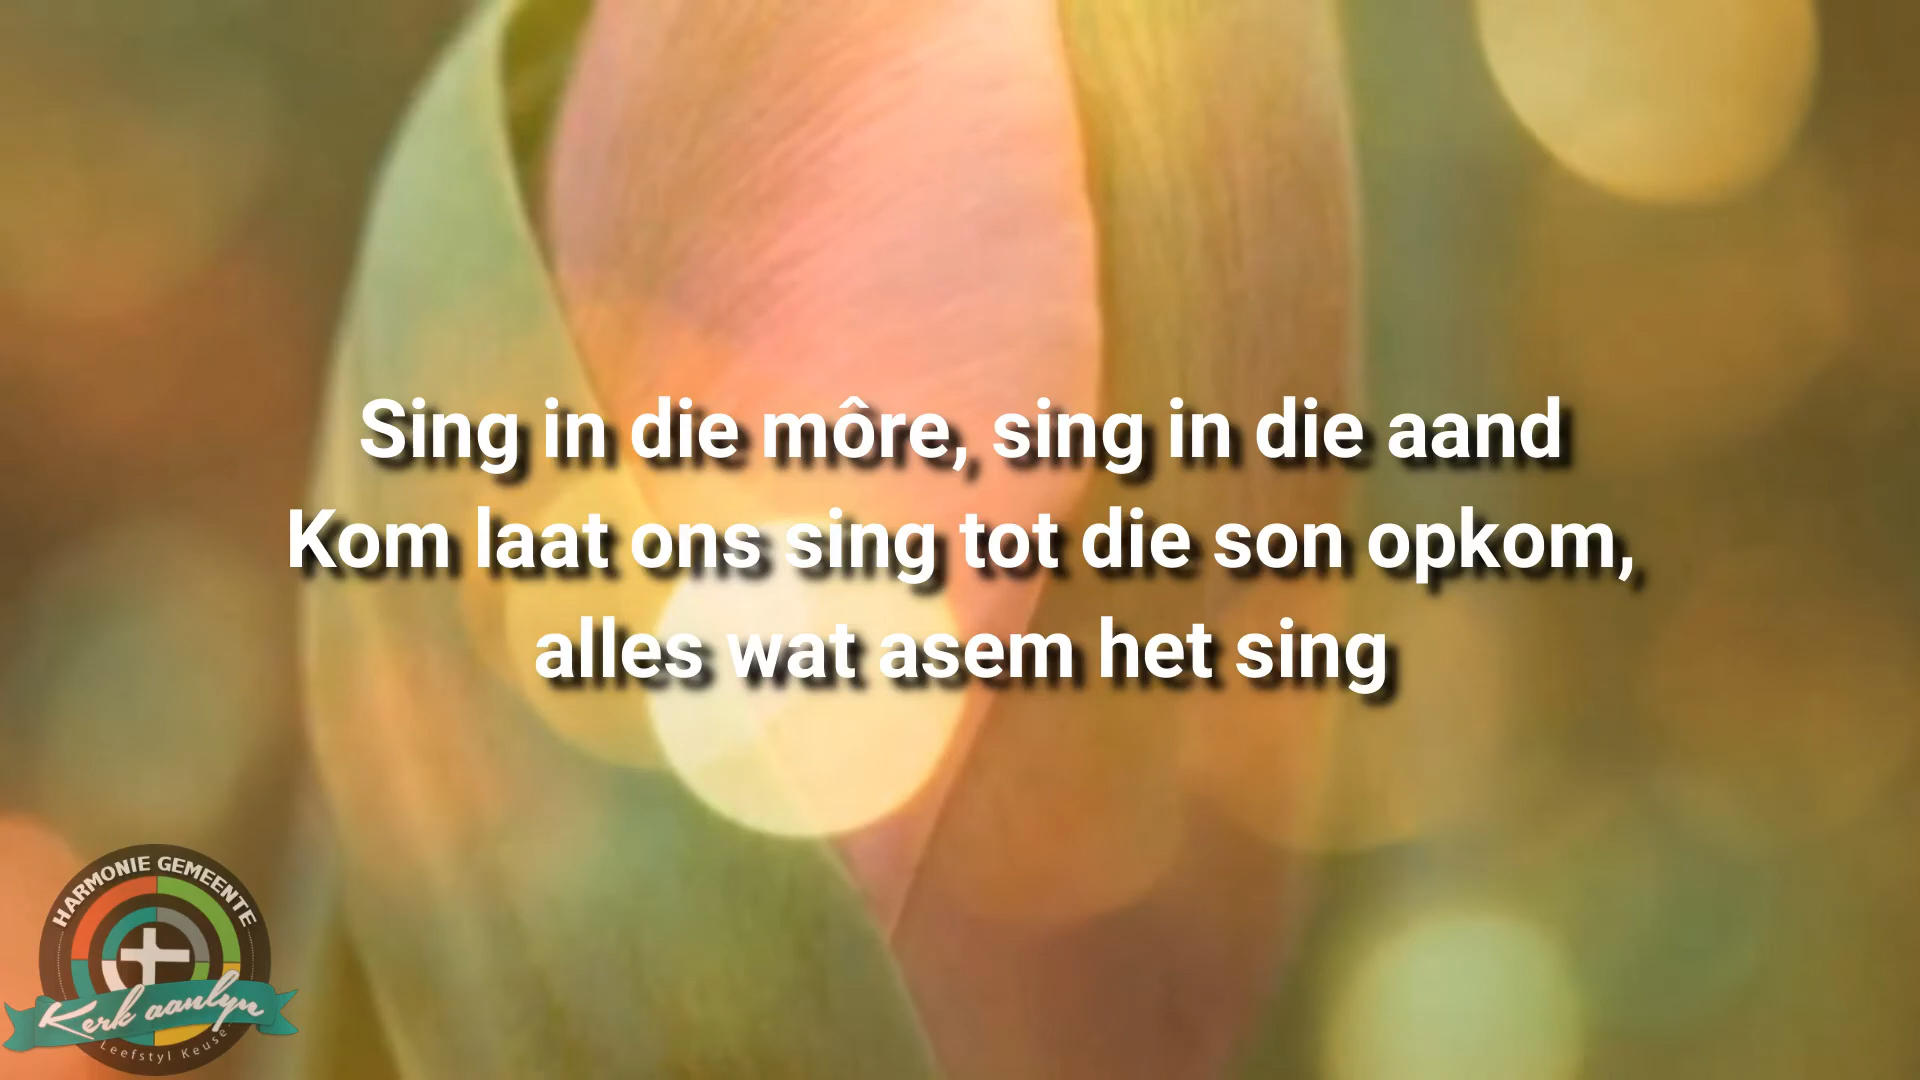 Sing in die môre, sing in die aand
Kom laat ons sing tot die son opkom,
alles wat asem het sing
HARMONIE GEMEENTE
Kerk aanlyn
Leefstyl Keuse